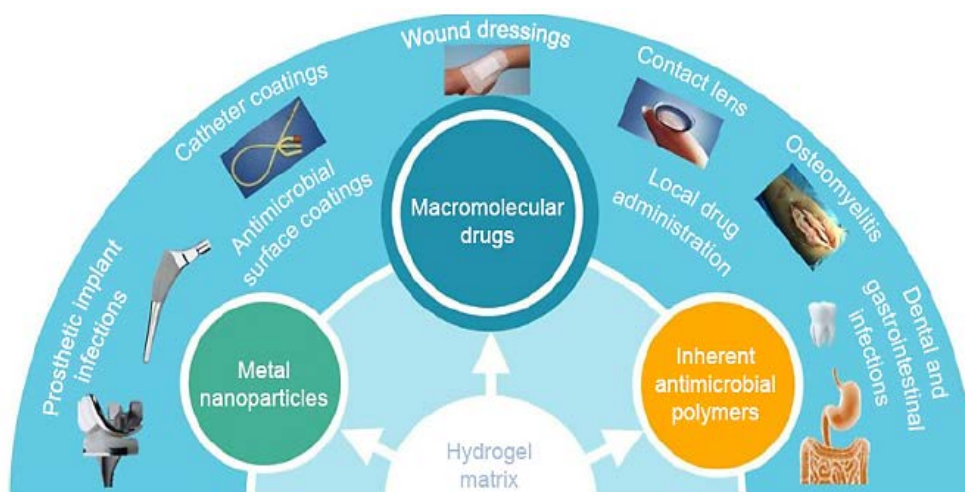 Wound dressings
Catheter coatings
Contact lens
Osteomyelitis
Antimicrobial
surface coatings
Local drug
administration
Macromolecular
drugs
Prosthetic implant
infections
Dental and
gastrointestinal
infections
Metal
nanoparticles
Inherent
antimicrobial
polymers
Hydrogel
matrix